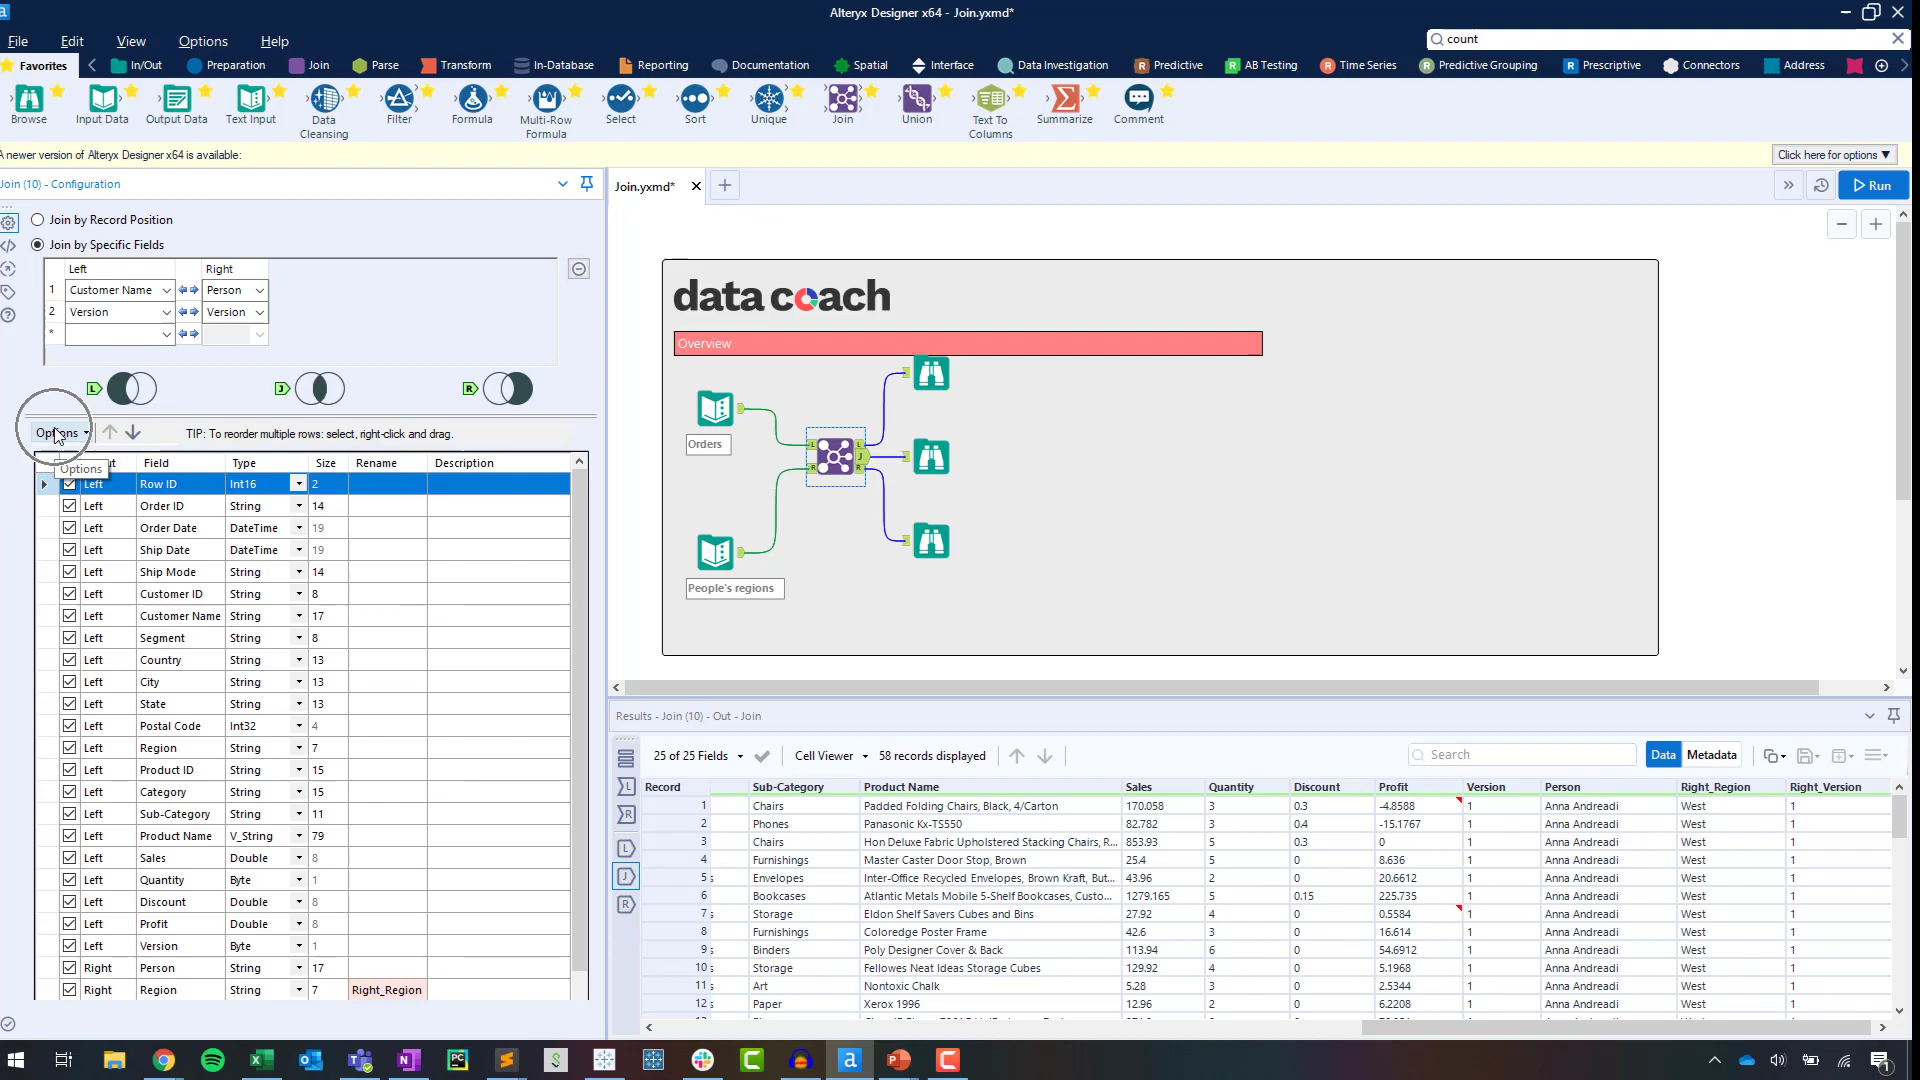 Alteryx Designer x64 - Join.yxmd*
File Edit View Options Help
count
Favorites In/Out Preparation Join Parse Transform In-Database Reporting Documentation Spatial Interface Data Investigation Predictive AB Testing Time Series Predictive Grouping Prescriptive Connectors Address
Browse Input Data Output Data Text Input Data Cleansing Filter Formula Multi-Row Formula Select Sort Unique Join Union Text To Columns Summarize Comment
A newer version of Alteryx Designer x64 is available:
Click here for options ▼
Join (10) - Configuration
Join.yxmd*
Run
Join by Record Position
Join by Specific Fields
Left Right
1 Customer Name Person
2 Version Version
*
L J R
Options TIP: To reorder multiple rows: select, right-click and drag.
Field Type Size Rename Description
Options
Left Row ID Int16 2
Left Order ID String 14
Left Order Date DateTime 19
Left Ship Date DateTime 19
Left Ship Mode String 14
Left Customer ID String 8
Left Customer Name String 17
Left Segment String 8
Left Country String 13
Left City String 13
Left State String 13
Left Postal Code Int32 4
Left Region String 7
Left Product ID String 15
Left Category String 15
Left Sub-Category String 11
Left Product Name V_String 79
Left Sales Double 8
Left Quantity Byte 1
Left Discount Double 8
Left Profit Double 8
Left Version Byte 1
Right Person String 17
Right Region String 7 Right_Region
data coach
Overview
Orders
People's regions
L R L J R
Results - Join (10) - Out - Join
25 of 25 Fields Cell Viewer 58 records displayed Search Data Metadata
Record Sub-Category Product Name Sales Quantity Discount Profit Version Person Right_Region Right_Version
1 Chairs Padded Folding Chairs, Black, 4/Carton 170.058 3 0.3 -4.8588 1 Anna Andreadi West 1
2 Phones Panasonic Kx-TS550 82.782 3 0.4 -15.1767 1 Anna Andreadi West 1
3 Chairs Hon Deluxe Fabric Upholstered Stacking Chairs, R... 853.93 5 0.3 0 1 Anna Andreadi West 1
4 Furnishings Master Caster Door Stop, Brown 25.4 5 0 8.636 1 Anna Andreadi West 1
5 s Envelopes Inter-Office Recycled Envelopes, Brown Kraft, But... 43.96 2 0 20.6612 1 Anna Andreadi West 1
6 Bookcases Atlantic Metals Mobile 5-Shelf Bookcases, Custo... 1279.165 5 0.15 225.735 1 Anna Andreadi West 1
7 s Storage Eldon Shelf Savers Cubes and Bins 27.92 4 0 0.5584 1 Anna Andreadi West 1
8 Furnishings Coloredge Poster Frame 42.6 3 0 16.614 1 Anna Andreadi West 1
9 s Binders Poly Designer Cover & Back 113.94 6 0 54.6912 1 Anna Andreadi West 1
10 s Storage Fellowes Neat Ideas Storage Cubes 129.92 4 0 5.1968 1 Anna Andreadi West 1
11 s Art Nontoxic Chalk 5.28 3 0 2.5344 1 Anna Andreadi West 1
12 s Paper Xerox 1996 12.96 2 0 6.2208 1 Anna Andreadi West 1